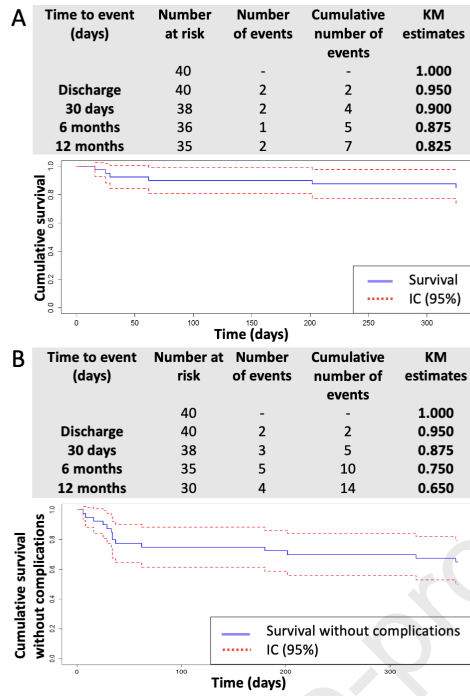 A
Time to event Number Number Cumulative KM
(days) at risk of events number of estimates
events
40 - - 1.000
Discharge 40 2 2 0.950
30 days 38 2 4 0.900
6 months 36 1 5 0.875
12 months 35 2 7 0.825
Cumulative survival
1.0
0.8
0.6
0.4
0.2
0.0
Survival
IC (95%)
0 50 100 150 200 250 300
Time (days)
B
Time to event Number at Number Cumulative KM
(days) risk of events number of estimates
events
40 - - 1.000
Discharge 40 2 2 0.950
30 days 38 3 5 0.875
6 months 35 5 10 0.750
12 months 30 4 14 0.650
Cumulative survival
without complications
1.0
0.8
0.6
0.4
0.2
0.0
Survival without complications
IC (95%)
0 100 200 300
Time (days)